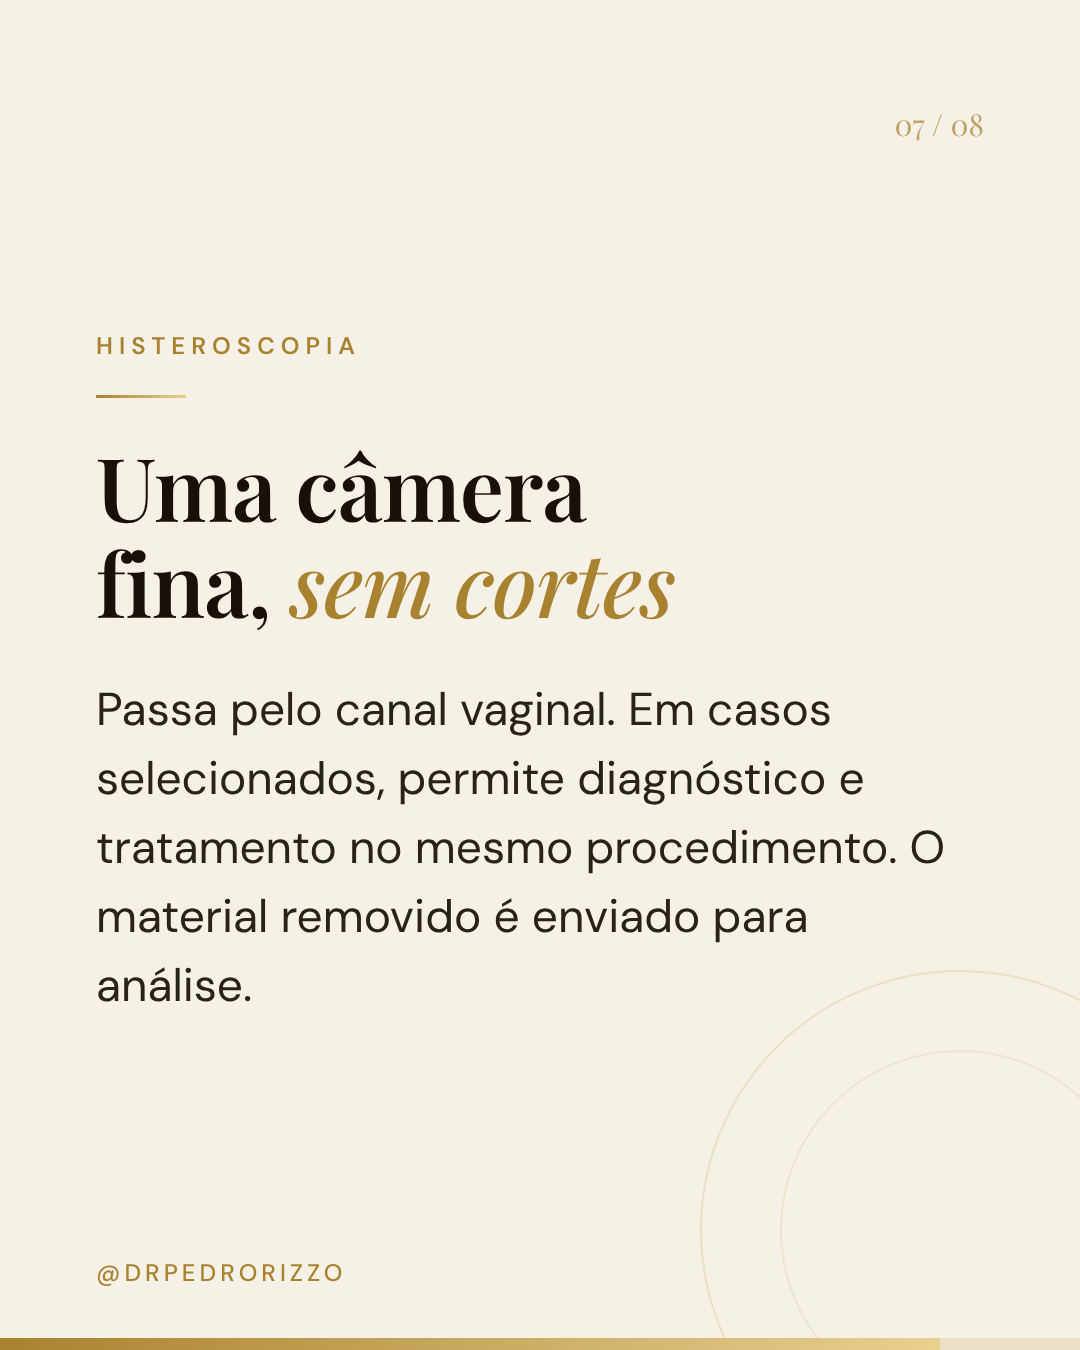 07 / 08
HISTEROSCOPIA
Uma câmera
fina, sem cortes
Passa pelo canal vaginal. Em casos
selecionados, permite diagnóstico e
tratamento no mesmo procedimento. O
material removido é enviado para
análise.
@DRPEDRORIZZO